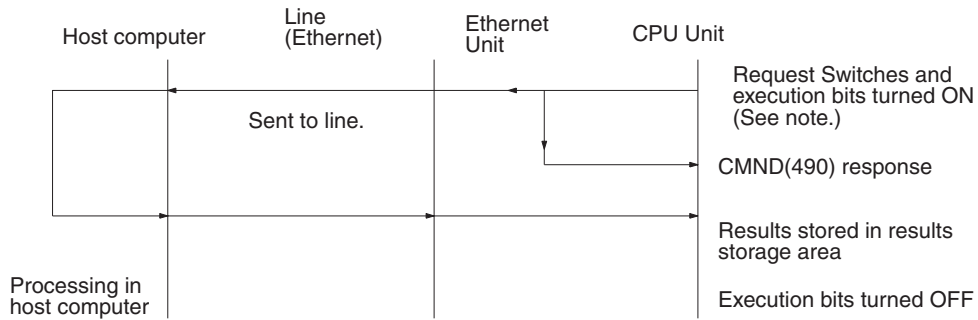 Host computer
Line
(Ethernet)
Ethernet
Unit
CPU Unit
Request Switches and
execution bits turned ON
(See note.)
Sent to line.
CMND(490) response
Results stored in results
storage area
Processing in
host computer
Execution bits turned OFF